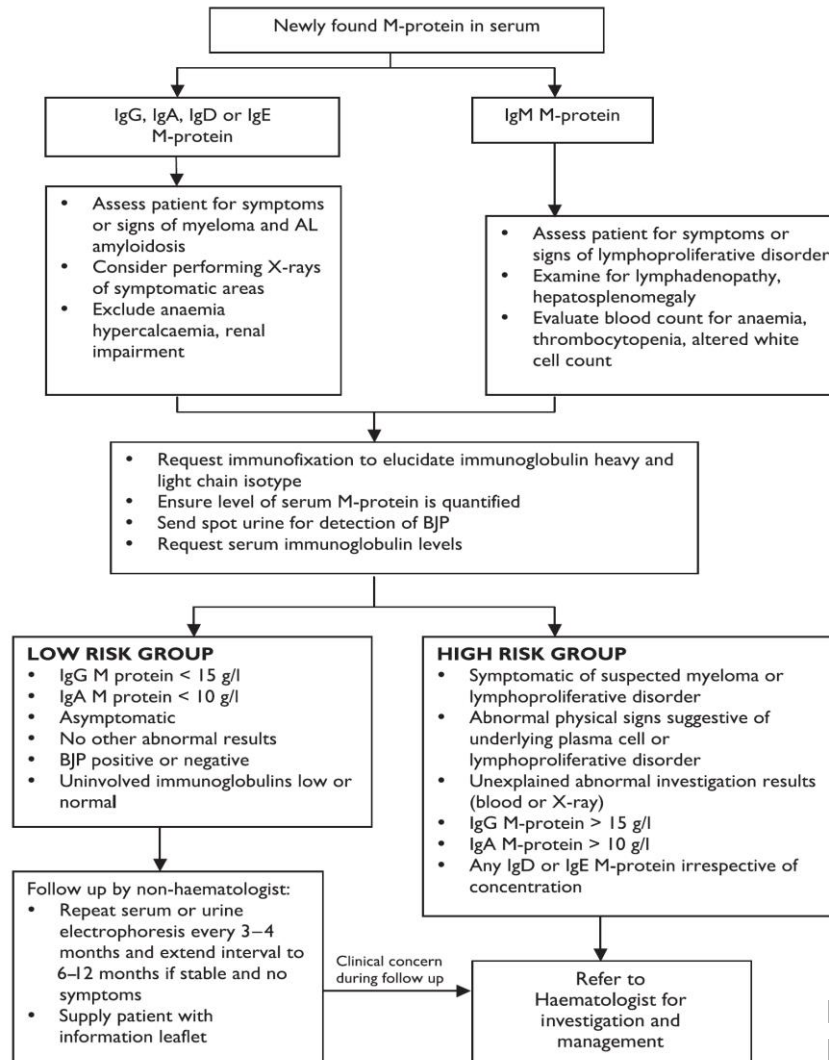 Newly found M-protein in serum
IgG, IgA, IgD or IgE
M-protein
IgM M-protein
• Assess patient for symptoms
or signs of myeloma and AL
amyloidosis
• Consider performing X-rays
of symptomatic areas
• Exclude anaemia
hypercalcaemia, renal
impairment
• Assess patient for symptoms or
signs of lymphoproliferative disorder
• Examine for lymphadenopathy,
hepatosplenomegaly
• Evaluate blood count for anaemia,
thrombocytopenia, altered white
cell count
• Request immunofixation to elucidate immunoglobulin heavy and
light chain isotype
• Ensure level of serum M-protein is quantified
• Send spot urine for detection of BJP
• Request serum immunoglobulin levels
LOW RISK GROUP
• IgG M protein < 15 g/l
• IgA M protein < 10 g/l
• Asymptomatic
• No other abnormal results
• BJP positive or negative
• Uninvolved immunoglobulins low or
normal
HIGH RISK GROUP
• Symptomatic of suspected myeloma or
lymphoproliferative disorder
• Abnormal physical signs suggestive of
underlying plasma cell or
lymphoproliferative disorder
• Unexplained abnormal investigation results
(blood or X-ray)
• IgG M-protein > 15 g/l
• IgA M-protein > 10 g/l
• Any IgD or IgE M-protein irrespective of
concentration
Follow up by non-haematologist:
• Repeat serum or urine
electrophoresis every 3–4
months and extend interval to
6–12 months if stable and no
symptoms
• Supply patient with
information leaflet
Clinical concern
during follow up
Refer to
Haematologist for
investigation and
management